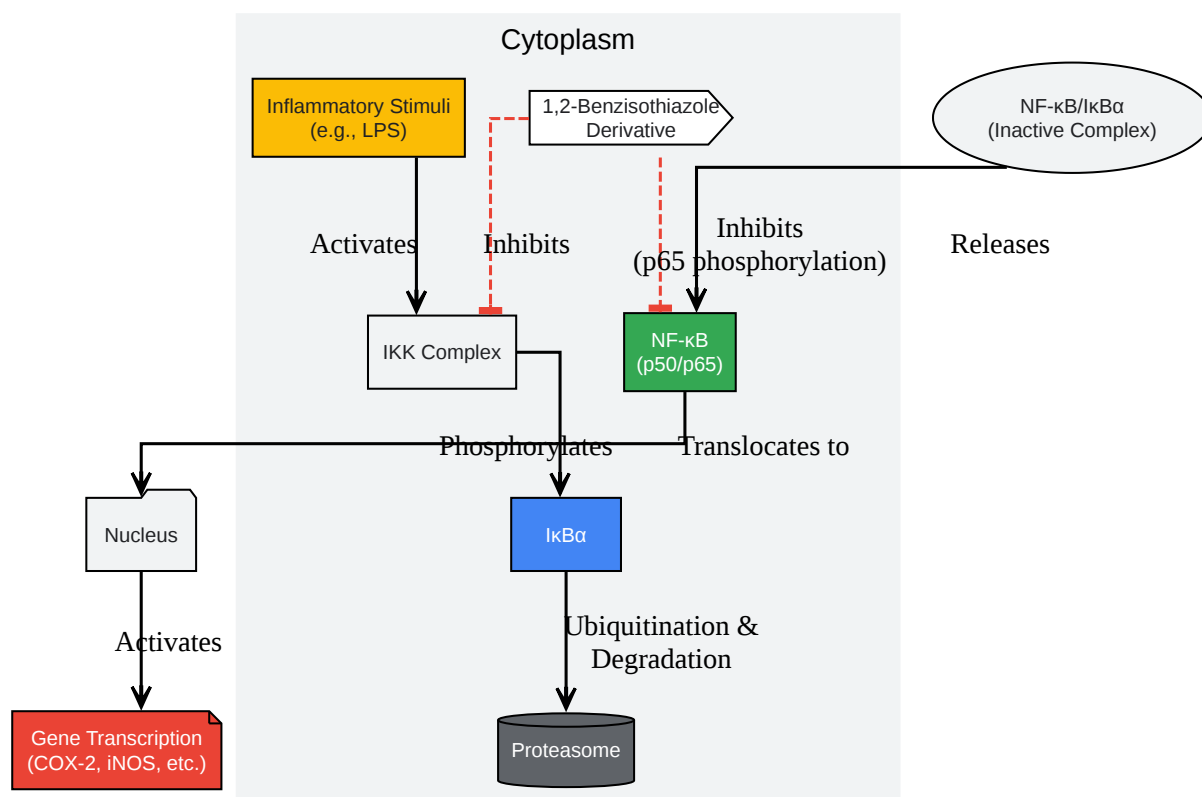 Cytoplasm
Inflammatory Stimuli
(e.g., LPS)
1,2-Benzisothiazole
Derivative
NF-κB/IκBα
(Inactive Complex)
Activates
Inhibits
Inhibits
(p65 phosphorylation)
Releases
IKK Complex
NF-κB
(p50/p65)
Phosphorylates
Translocates to
Nucleus
IκBα
Activates
Ubiquitination &
Degradation
Gene Transcription
(COX-2, iNOS, etc.)
Proteasome